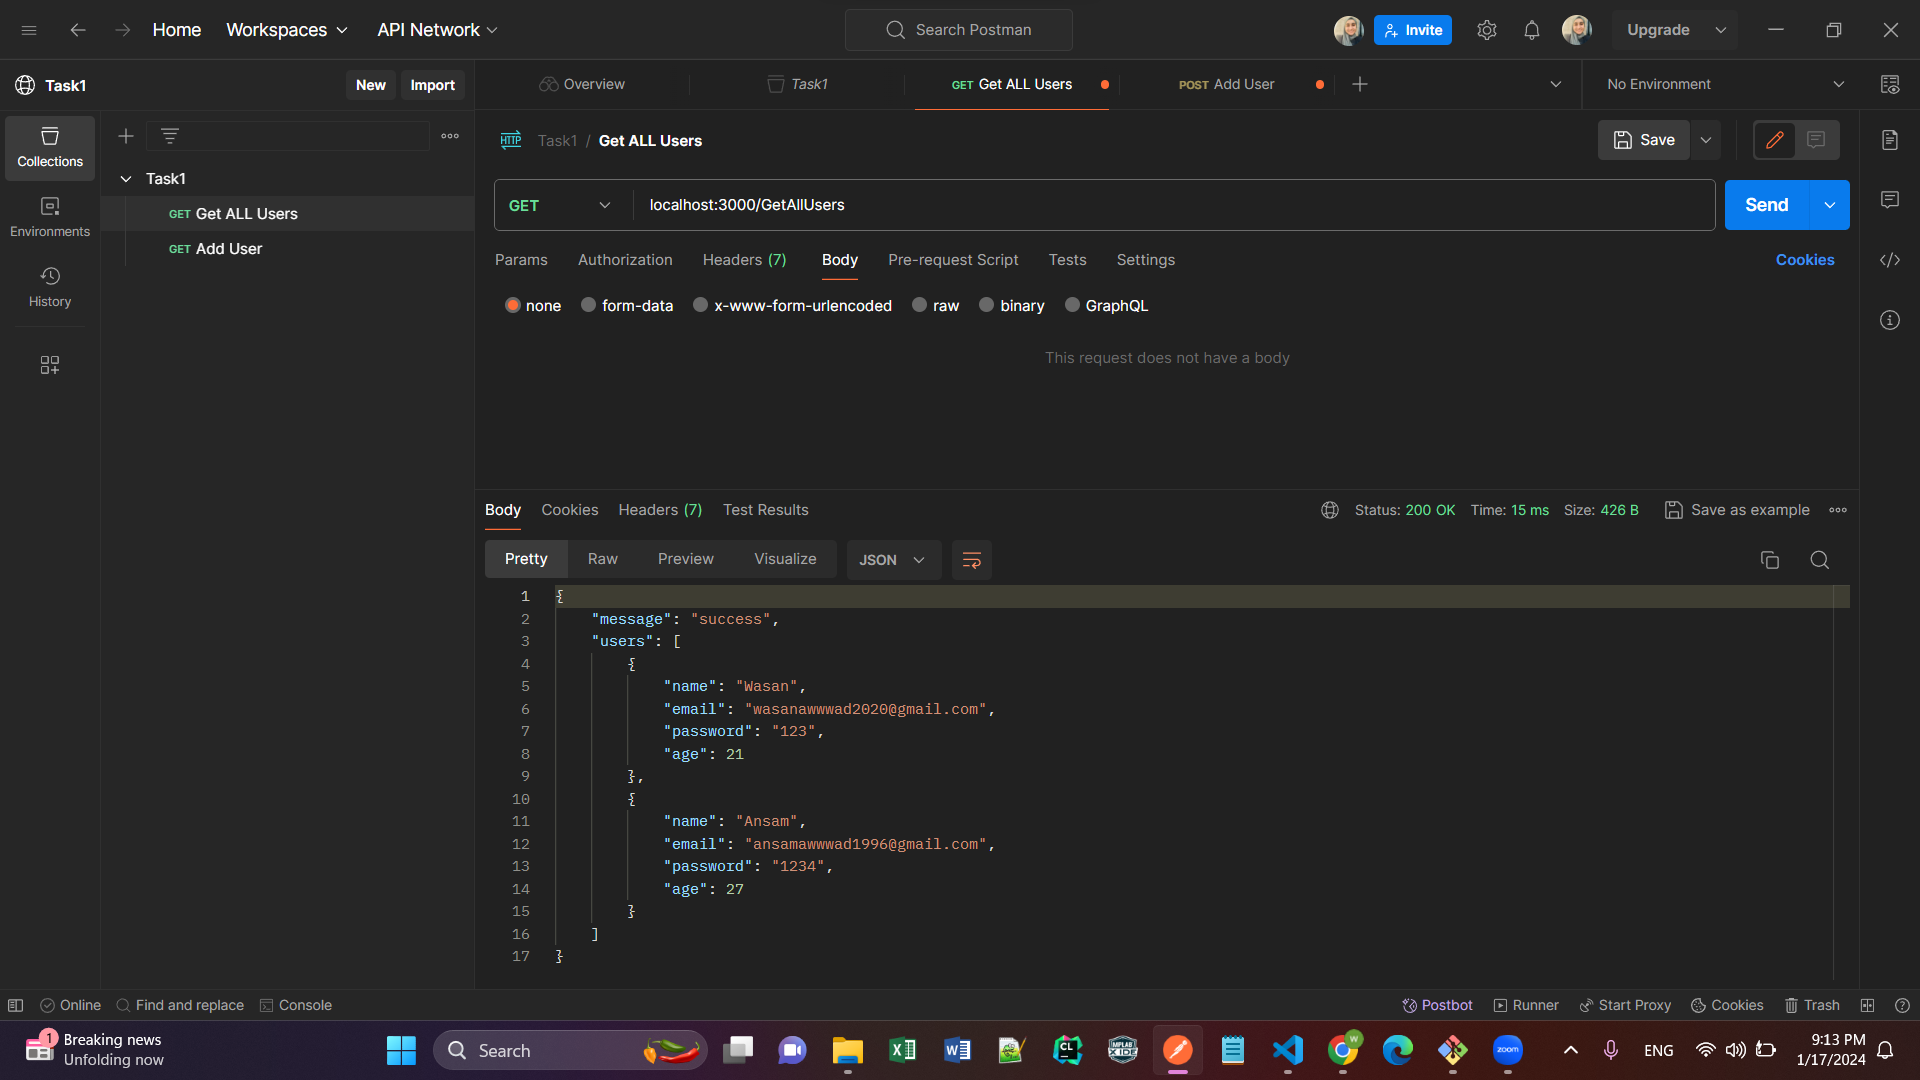 Home Workspaces API Network Search Postman Invite Upgrade
Task1 New Import Overview Task1 GET Get ALL Users POST Add User No Environment
Collections
Environments
History
Task1
GET Get ALL Users
GET Add User
HTTP Task1 / Get ALL Users Save
GET localhost:3000/GetAllUsers Send
Params Authorization Headers (7) Body Pre-request Script Tests Settings Cookies
none form-data x-www-form-urlencoded raw binary GraphQL
This request does not have a body
Body Cookies Headers (7) Test Results Status: 200 OK Time: 15 ms Size: 426 B Save as example
Pretty Raw Preview Visualize JSON
1 {
2 "message": "success",
3 "users": [
4 {
5 "name": "Wasan",
6 "email": "wasanawwwad2020@gmail.com",
7 "password": "123",
8 "age": 21
9 },
10 {
11 "name": "Ansam",
12 "email": "ansamawwwad1996@gmail.com",
13 "password": "1234",
14 "age": 27
15 }
16 ]
17 }
Online Find and replace Console Postbot Runner Start Proxy Cookies Trash
1 Breaking news
Unfolding now
Search
CL
MPLAB
X IDE
W
zoom
ENG
9:13 PM
1/17/2024